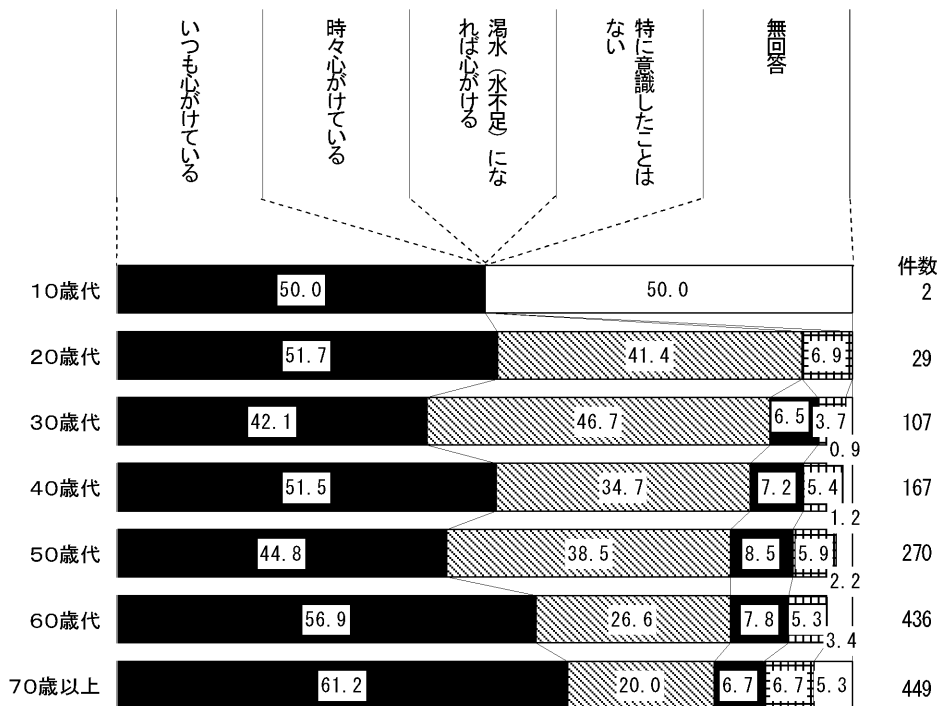 いつも心がけている
時々心がけている
渇水（水不足）にな
れば心がける
特に意識したことは
ない
無回答
件数
10歳代 50.0 50.0 2
20歳代 51.7 41.4 6.9 29
30歳代 42.1 46.7 6.5 3.7 0.9 107
40歳代 51.5 34.7 7.2 5.4 1.2 167
50歳代 44.8 38.5 8.5 5.9 2.2 270
60歳代 56.9 26.6 7.8 5.3 3.4 436
70歳以上 61.2 20.0 6.7 6.7 5.3 449